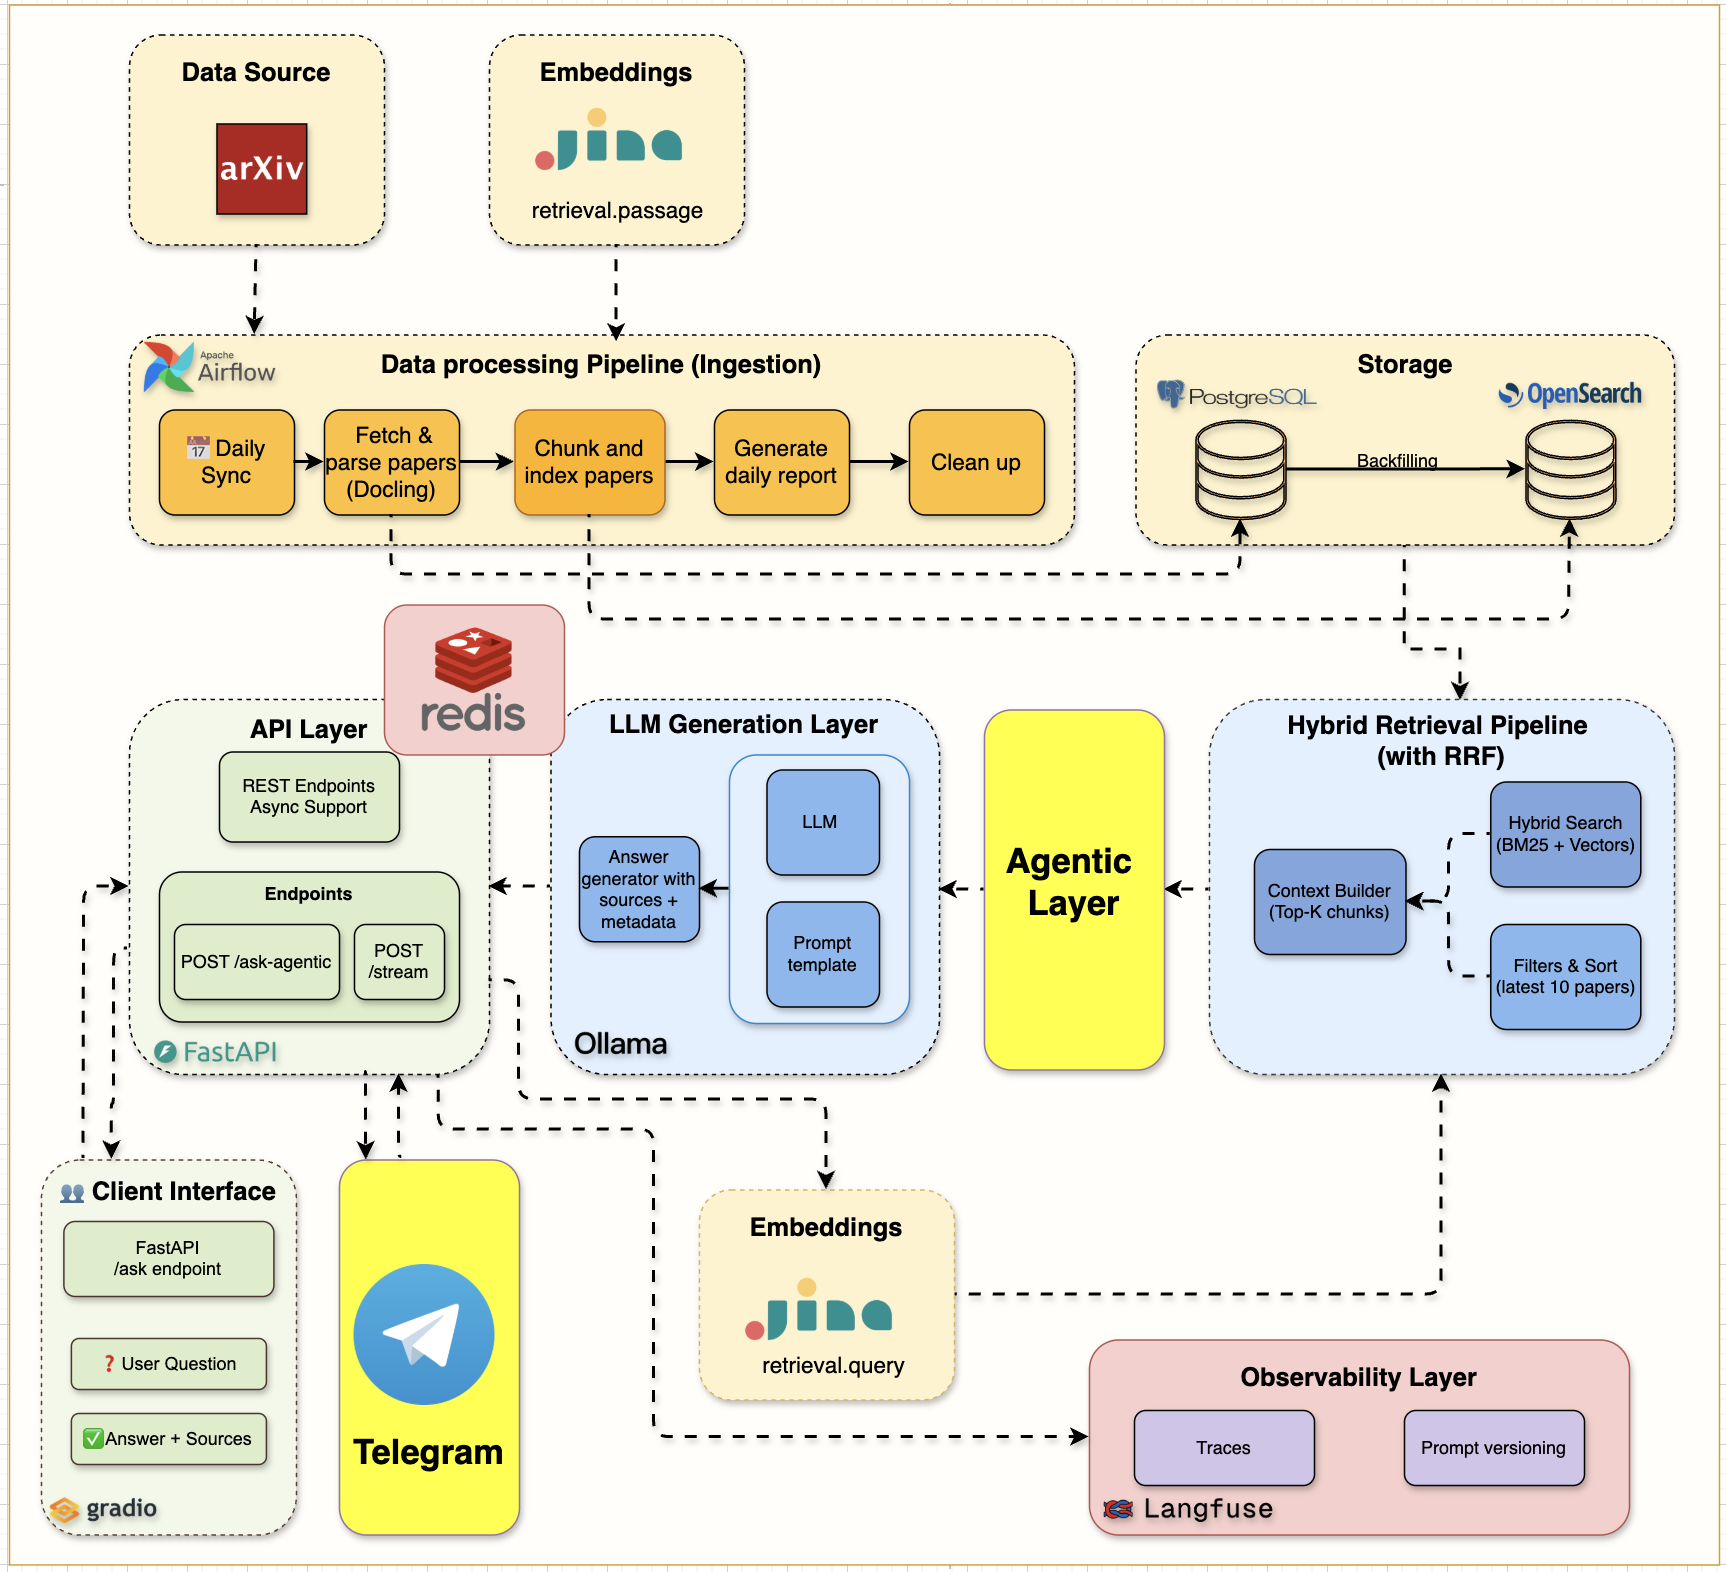 Data Source
arXiv
Embeddings
Jina
retrieval.passage
Apache
Airflow
Data processing Pipeline (Ingestion)
17
Daily
Sync
Fetch &
parse papers
(Docling)
Chunk and
index papers
Generate
daily report
Clean up
Storage
PostgreSQL
OpenSearch
Backfilling
redis
API Layer
REST Endpoints
Async Support
Endpoints
POST /ask-agentic
POST
/stream
FastAPI
LLM Generation Layer
LLM
Answer
generator with
sources +
metadata
Prompt
template
Ollama
Agentic
Layer
Hybrid Retrieval Pipeline
(with RRF)
Hybrid Search
(BM25 + Vectors)
Context Builder
(Top-K chunks)
Filters & Sort
(latest 10 papers)
Client Interface
FastAPI
/ask endpoint
❓ User Question
✅Answer + Sources
gradio
Telegram
Embeddings
Jina
retrieval.query
Observability Layer
Traces
Prompt versioning
Langfuse